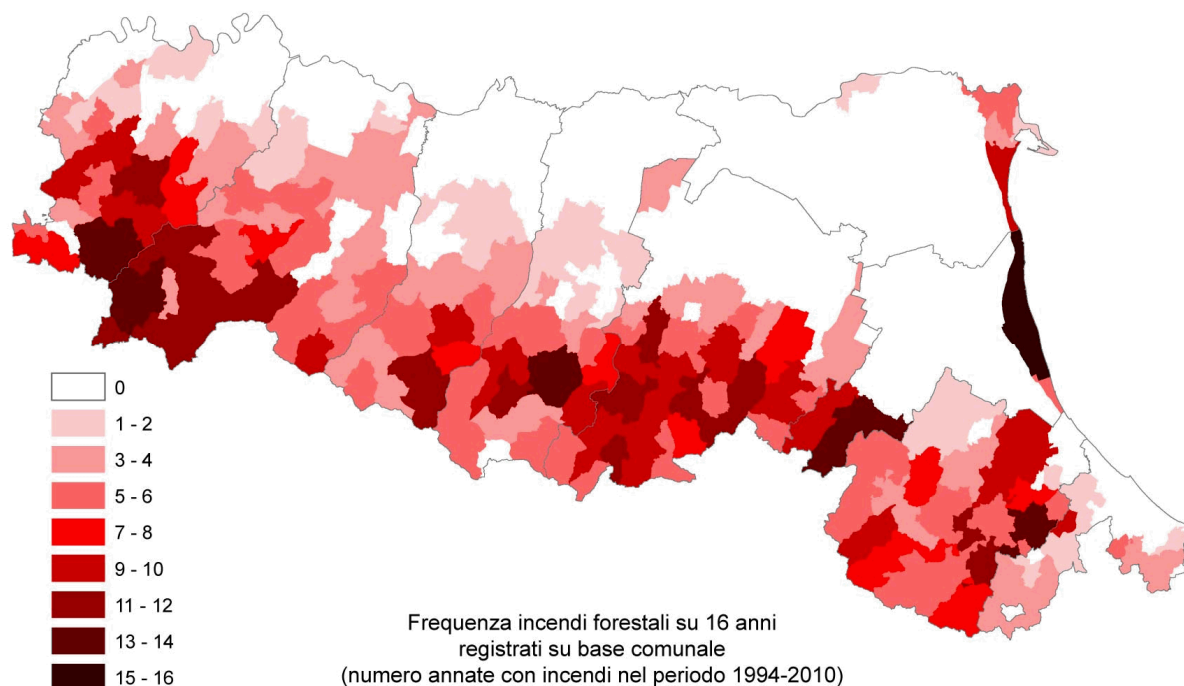 0
1 - 2
3 - 4
5 - 6
7 - 8
9 - 10
11 - 12
13 - 14
15 - 16
Frequenza incendi forestali su 16 anni
registrati su base comunale
(numero annate con incendi nel periodo 1994-2010)